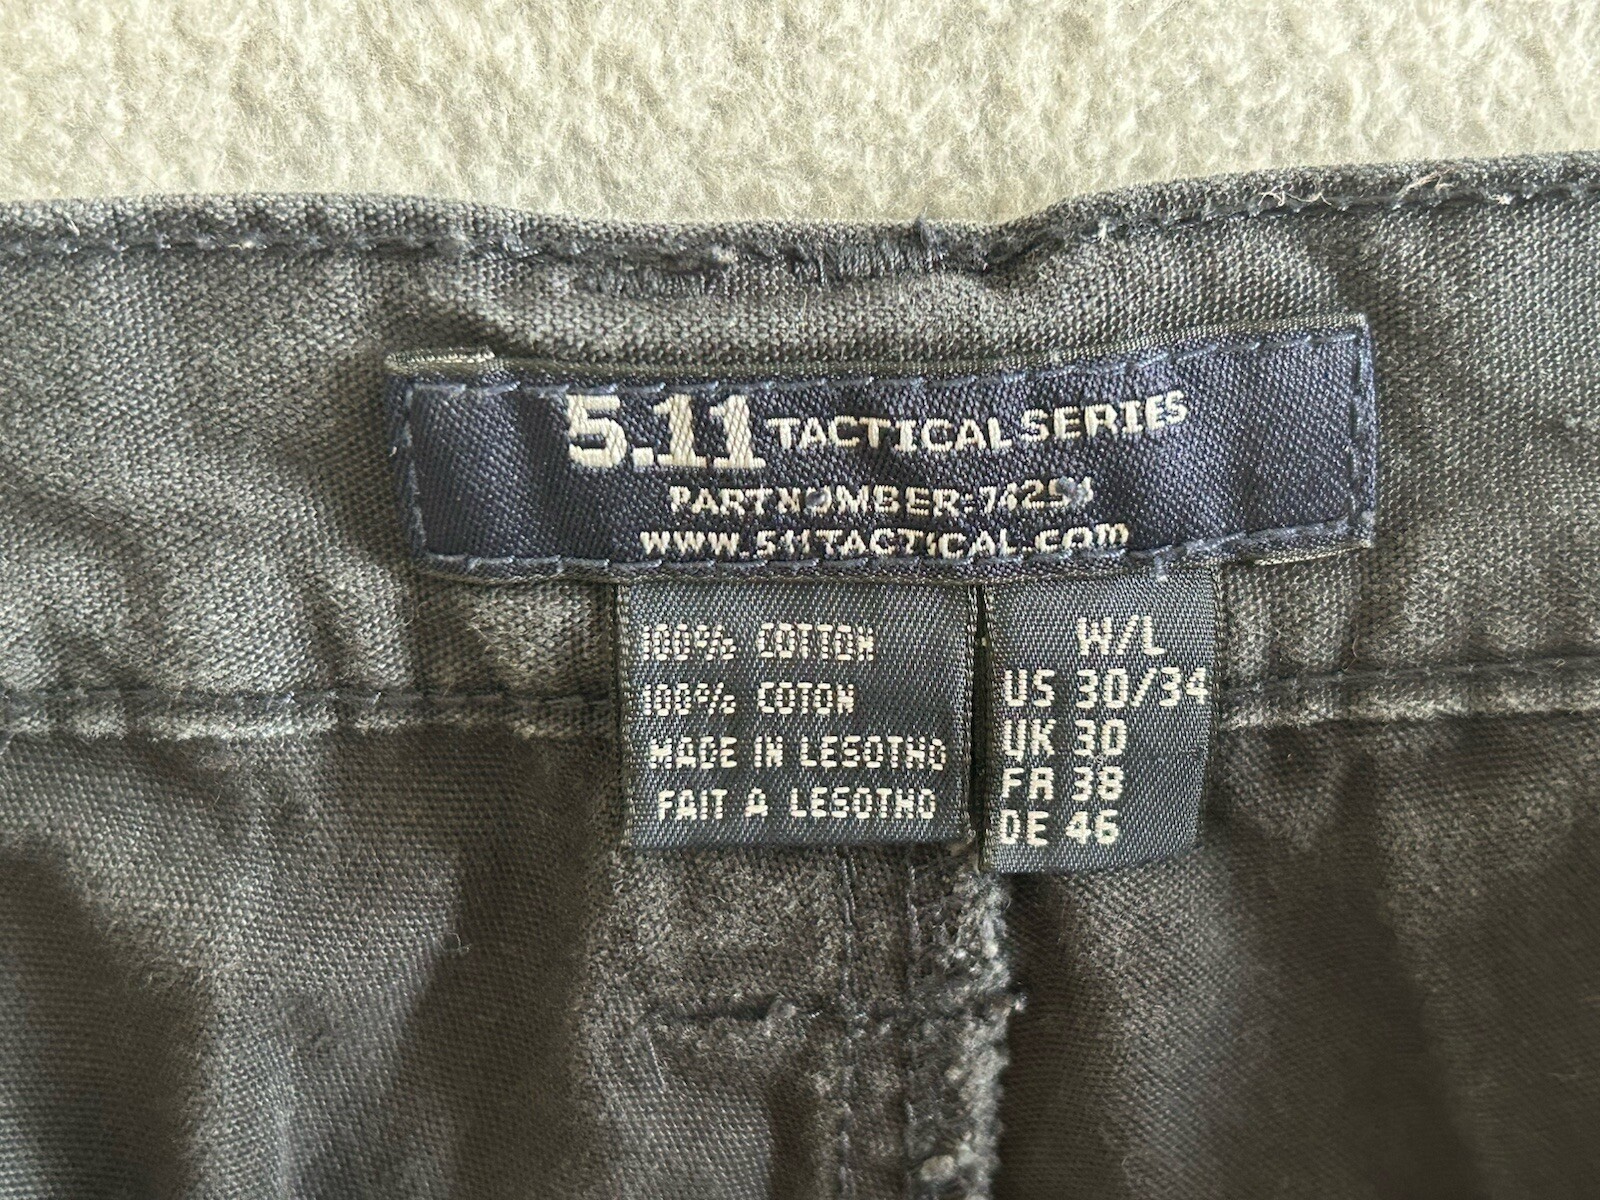 5.11 TACTICAL SERIES
PART NUMBER:
www.511TACTICAL.com
100% COTTON
100% COTON
MADE IN LESOTHO
FAIT A LESOTHO
W/L
US 30/34
UK 30
FR 38
DE 46